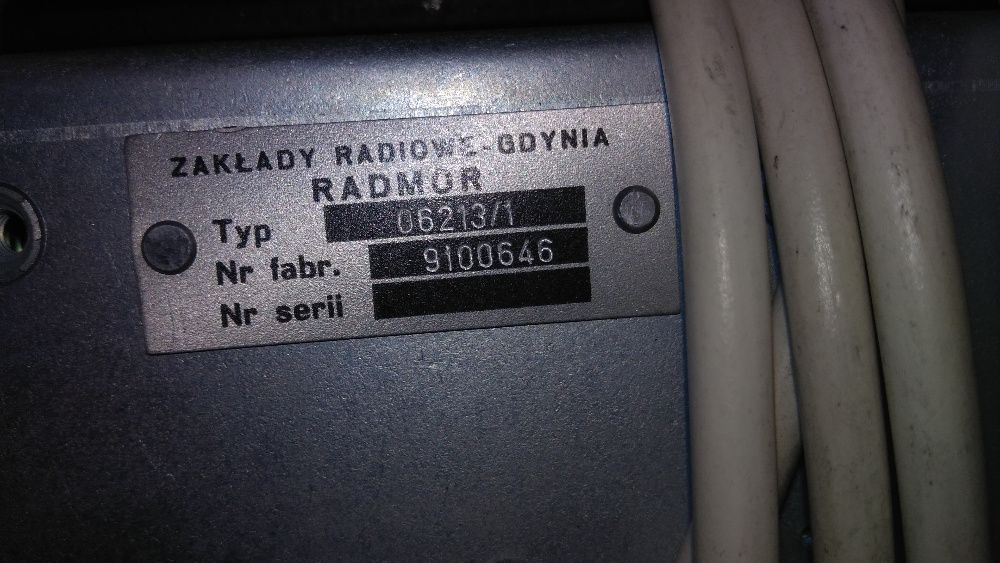 ZAKŁADY RADIOWE-GDYNIA
RADMOR
Typ 06213/1
Nr fabr. 9100646
Nr serii